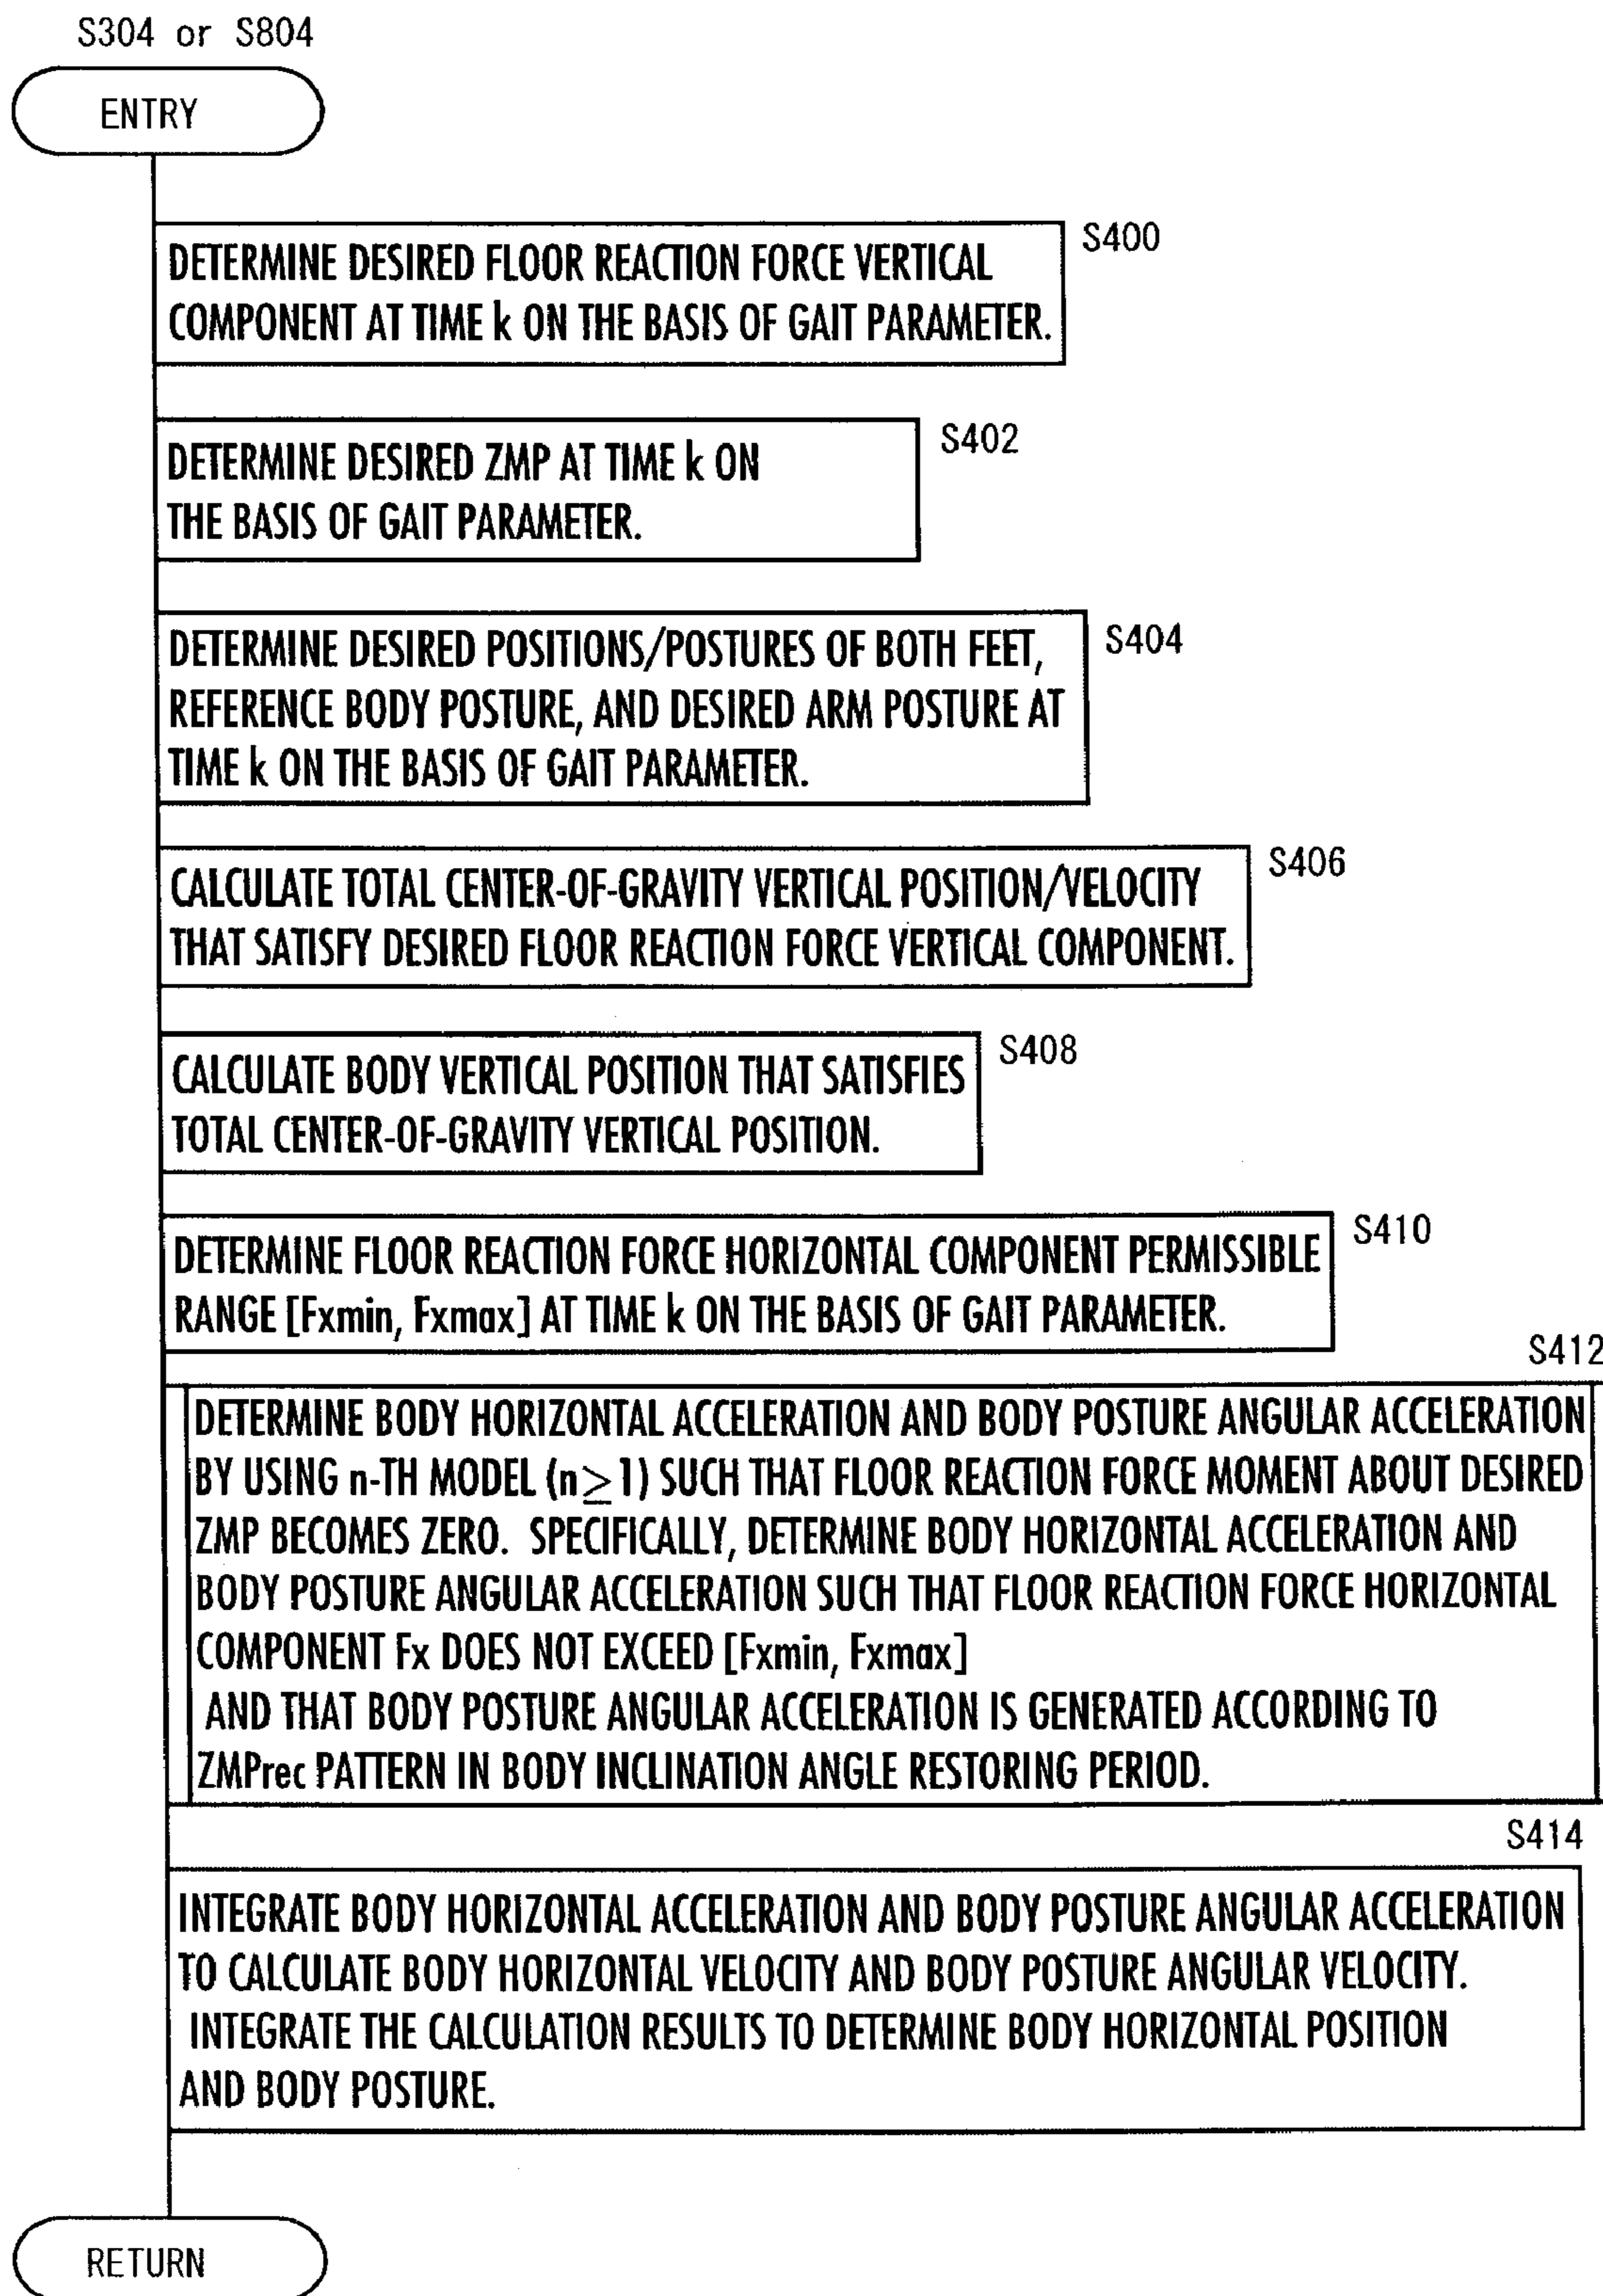 S304 or S804
ENTRY
S400
DETERMINE DESIRED FLOOR REACTION FORCE VERTICAL
COMPONENT AT TIME k ON THE BASIS OF GAIT PARAMETER.
S402
DETERMINE DESIRED ZMP AT TIME k ON
THE BASIS OF GAIT PARAMETER.
S404
DETERMINE DESIRED POSITIONS/POSTURES OF BOTH FEET,
REFERENCE BODY POSTURE, AND DESIRED ARM POSTURE AT
TIME k ON THE BASIS OF GAIT PARAMETER.
S406
CALCULATE TOTAL CENTER-OF-GRAVITY VERTICAL POSITION/VELOCITY
THAT SATISFY DESIRED FLOOR REACTION FORCE VERTICAL COMPONENT.
S408
CALCULATE BODY VERTICAL POSITION THAT SATISFIES
TOTAL CENTER-OF-GRAVITY VERTICAL POSITION.
S410
DETERMINE FLOOR REACTION FORCE HORIZONTAL COMPONENT PERMISSIBLE
RANGE [Fxmin, Fxmax] AT TIME k ON THE BASIS OF GAIT PARAMETER.
S412
DETERMINE BODY HORIZONTAL ACCELERATION AND BODY POSTURE ANGULAR ACCELERATION
BY USING n-TH MODEL (n≥1) SUCH THAT FLOOR REACTION FORCE MOMENT ABOUT DESIRED
ZMP BECOMES ZERO. SPECIFICALLY, DETERMINE BODY HORIZONTAL ACCELERATION AND
BODY POSTURE ANGULAR ACCELERATION SUCH THAT FLOOR REACTION FORCE HORIZONTAL
COMPONENT Fx DOES NOT EXCEED [Fxmin, Fxmax]
AND THAT BODY POSTURE ANGULAR ACCELERATION IS GENERATED ACCORDING TO
ZMPrec PATTERN IN BODY INCLINATION ANGLE RESTORING PERIOD.
S414
INTEGRATE BODY HORIZONTAL ACCELERATION AND BODY POSTURE ANGULAR ACCELERATION
TO CALCULATE BODY HORIZONTAL VELOCITY AND BODY POSTURE ANGULAR VELOCITY.
INTEGRATE THE CALCULATION RESULTS TO DETERMINE BODY HORIZONTAL POSITION
AND BODY POSTURE.
RETURN